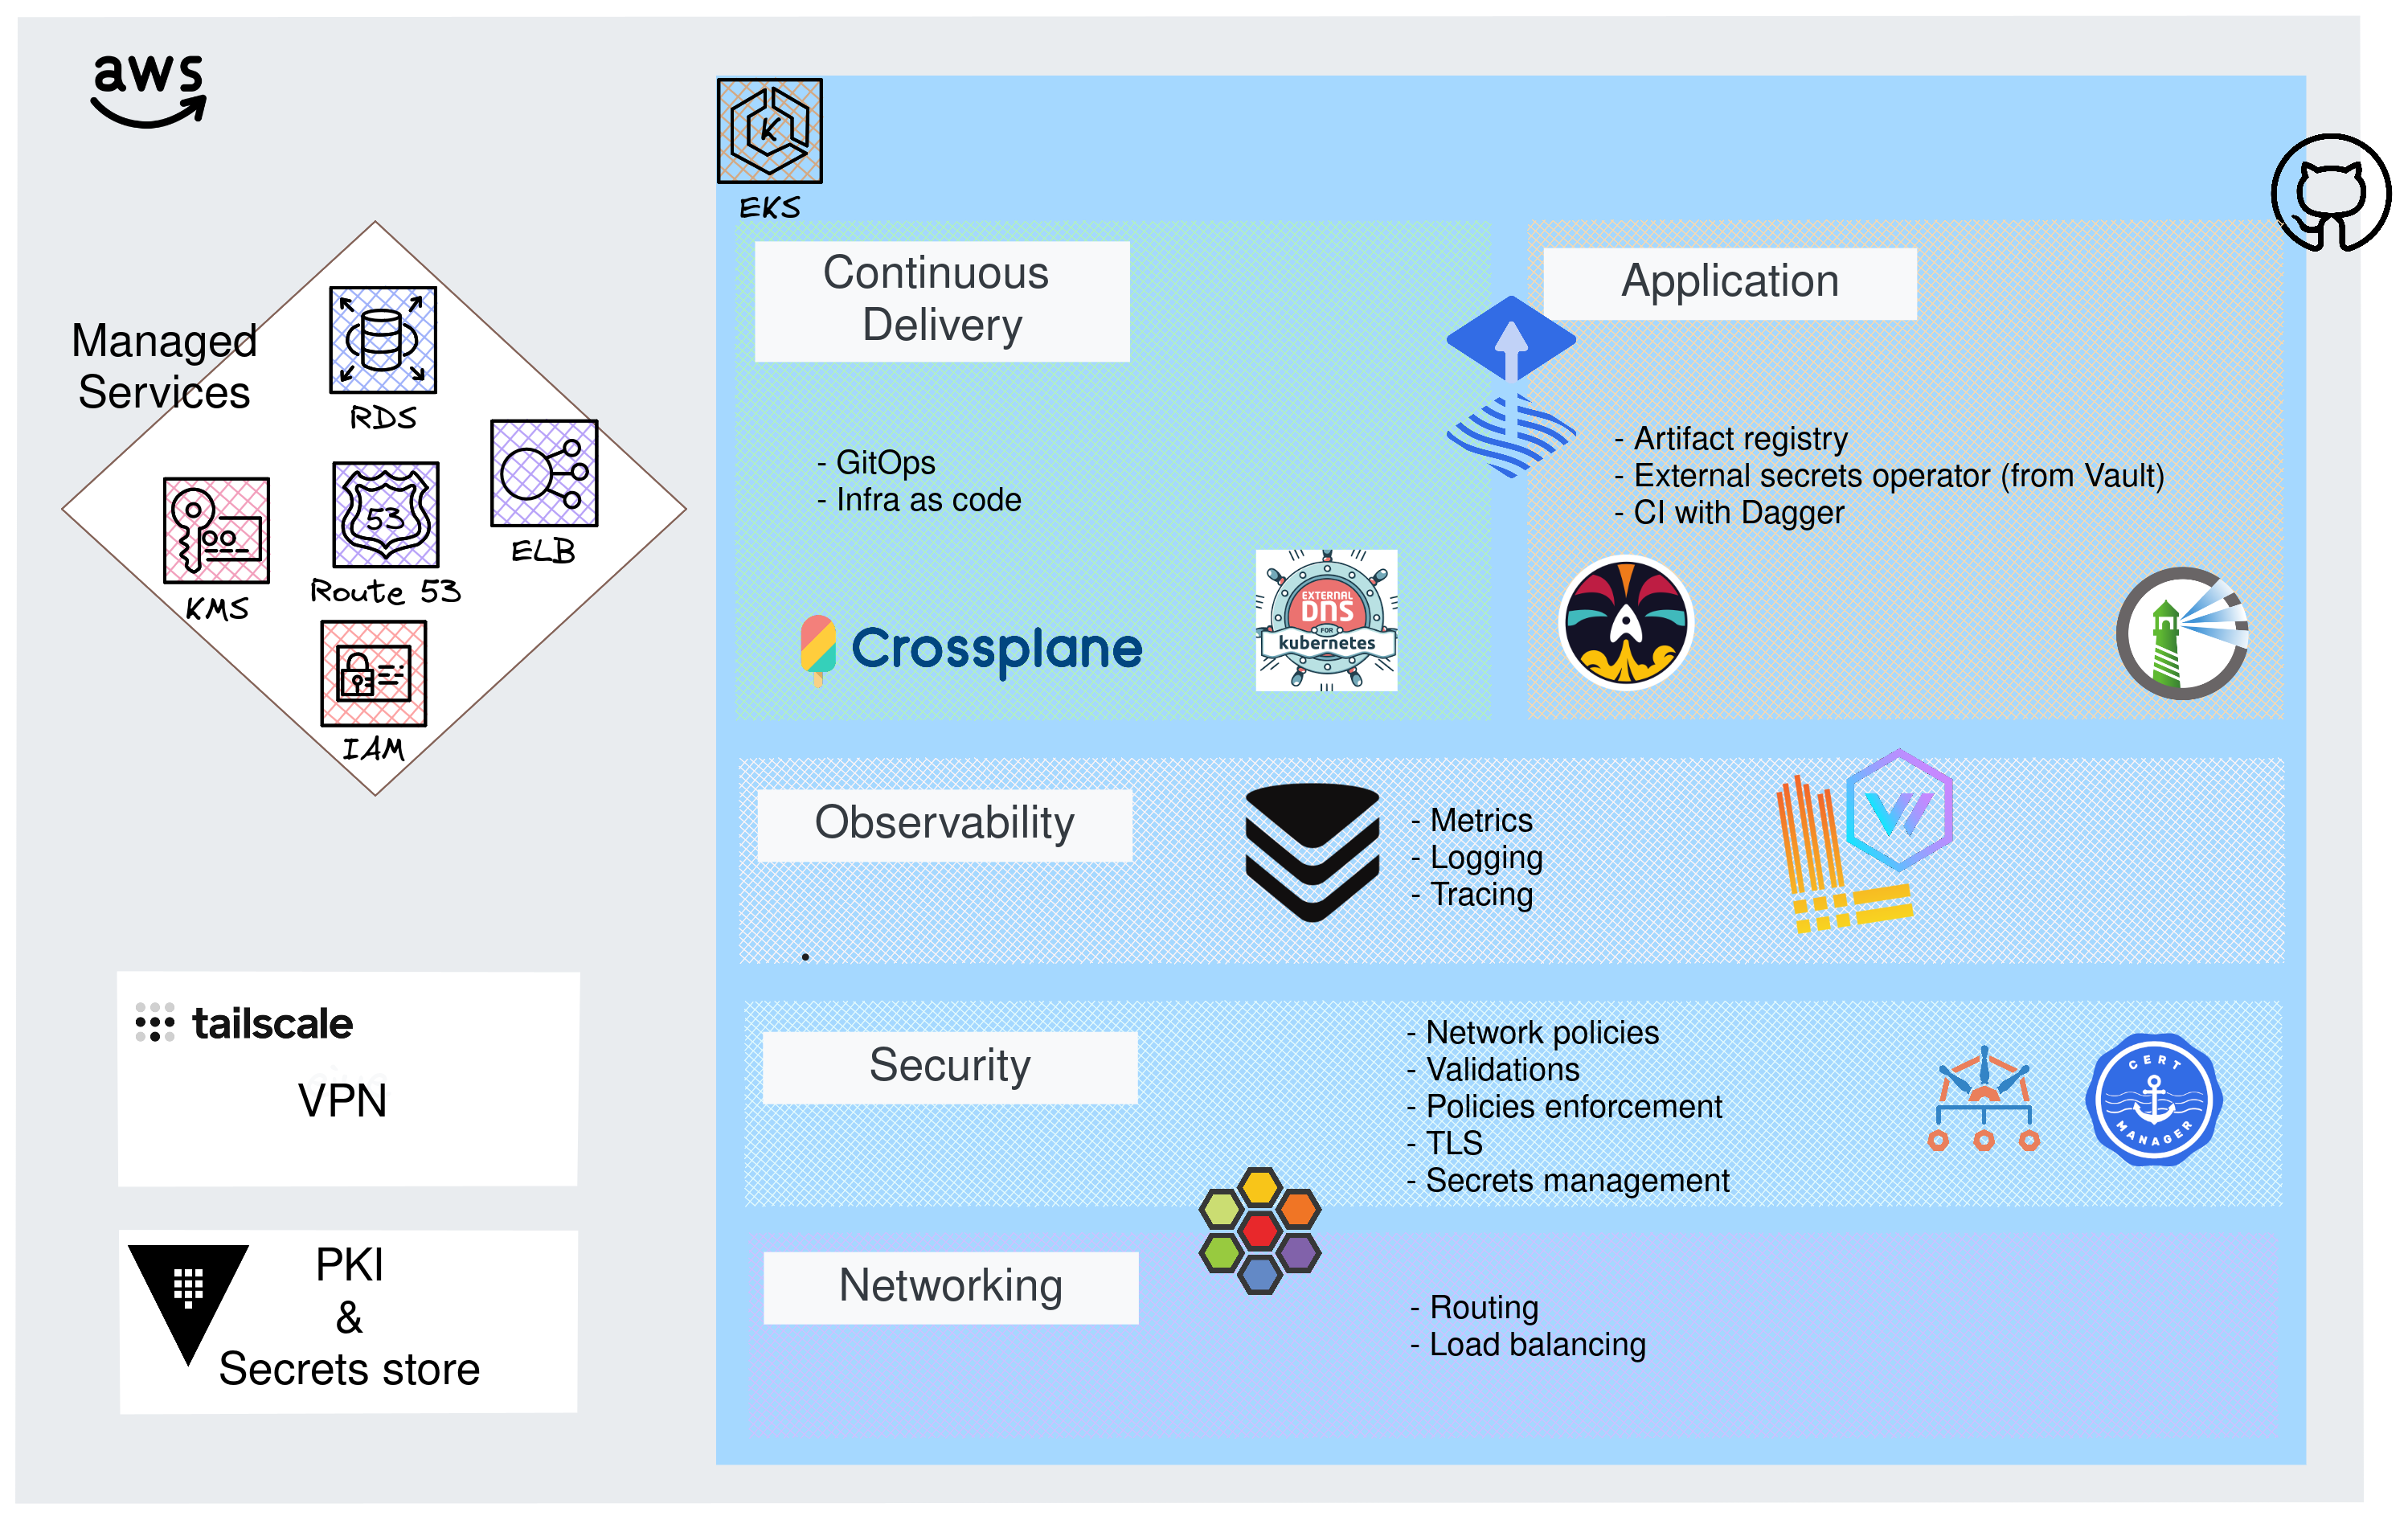 aws
Managed
Services
RDS
ELB
KMS
53
Route 53
IAM
tailscale
VPN
PKI
&
Secrets store
K
EKS
Continuous
Delivery
- GitOps
- Infra as code
Crossplane
EXTERNAL
DNS
FOR
kubernetes
Application
- Artifact registry
- External secrets operator (from Vault)
- CI with Dagger
Observability
- Metrics
- Logging
- Tracing
Security
- Network policies
- Validations
- Policies enforcement
- TLS
- Secrets management
CERT
MANAGER
Networking
- Routing
- Load balancing